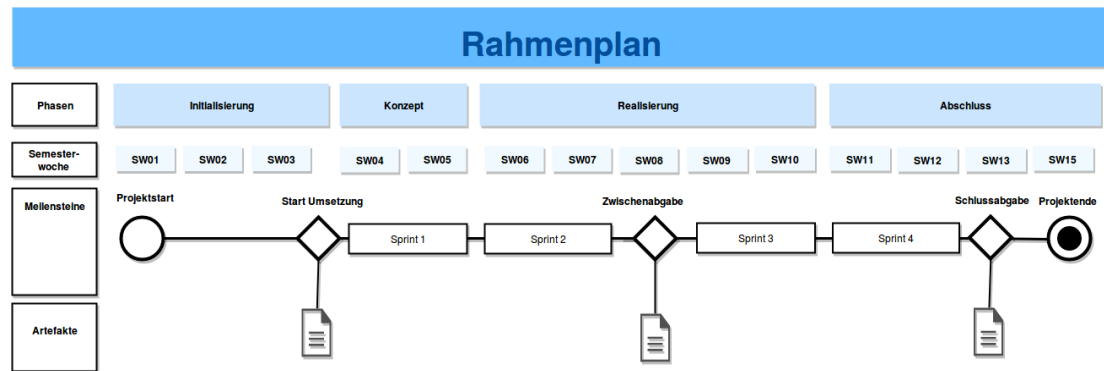 Rahmenplan
Phasen
Initialisierung
Konzept
Realisierung
Abschluss
Semester-
woche
SW01
SW02
SW03
SW04
SW05
SW06
SW07
SW08
SW09
SW10
SW11
SW12
SW13
SW15
Meilensteine
Projektstart
Start Umsetzung
Zwischenabgabe
Schlussabgabe
Projektende
Sprint 1
Sprint 2
Sprint 3
Sprint 4
Artefakte